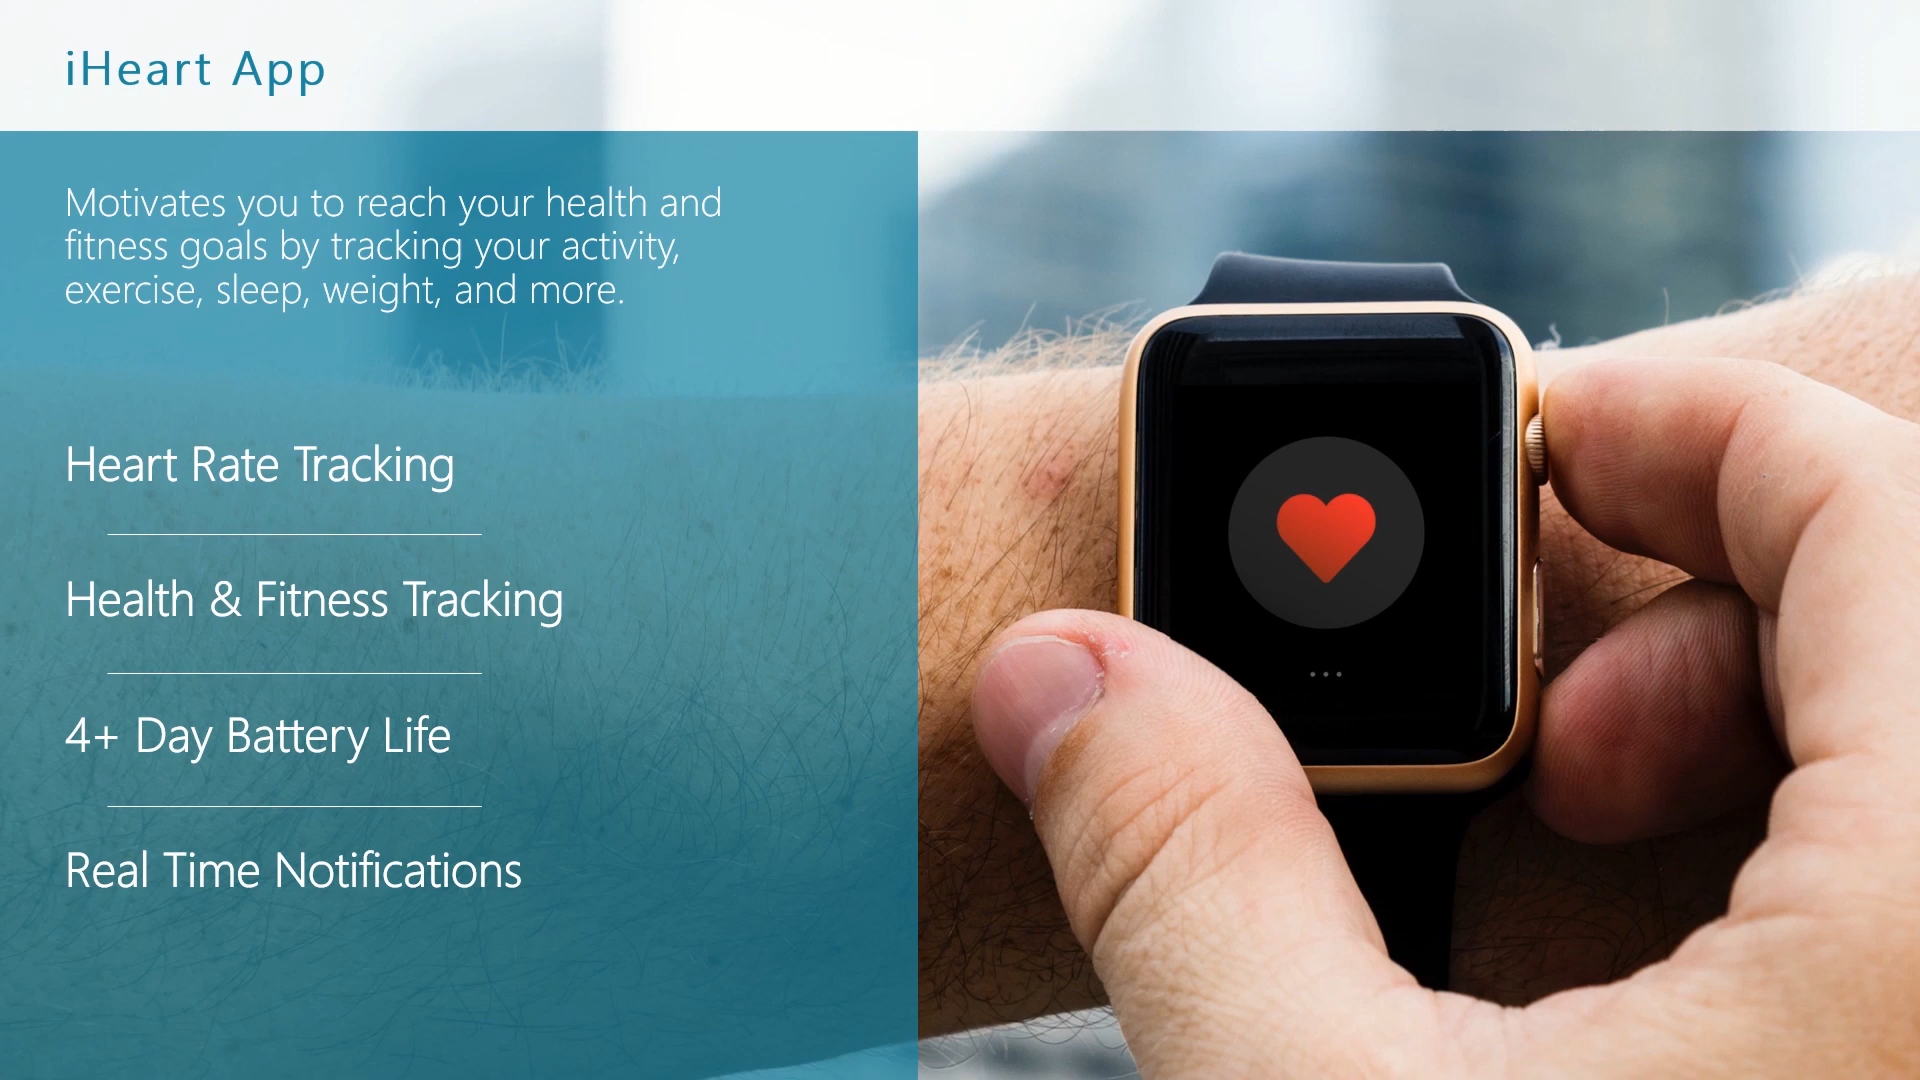 iHeart App
Motivates you to reach your health and
fitness goals by tracking your activity,
exercise, sleep, weight, and more.
Heart Rate Tracking
Health & Fitness Tracking
4+ Day Battery Life
Real Time Notifications